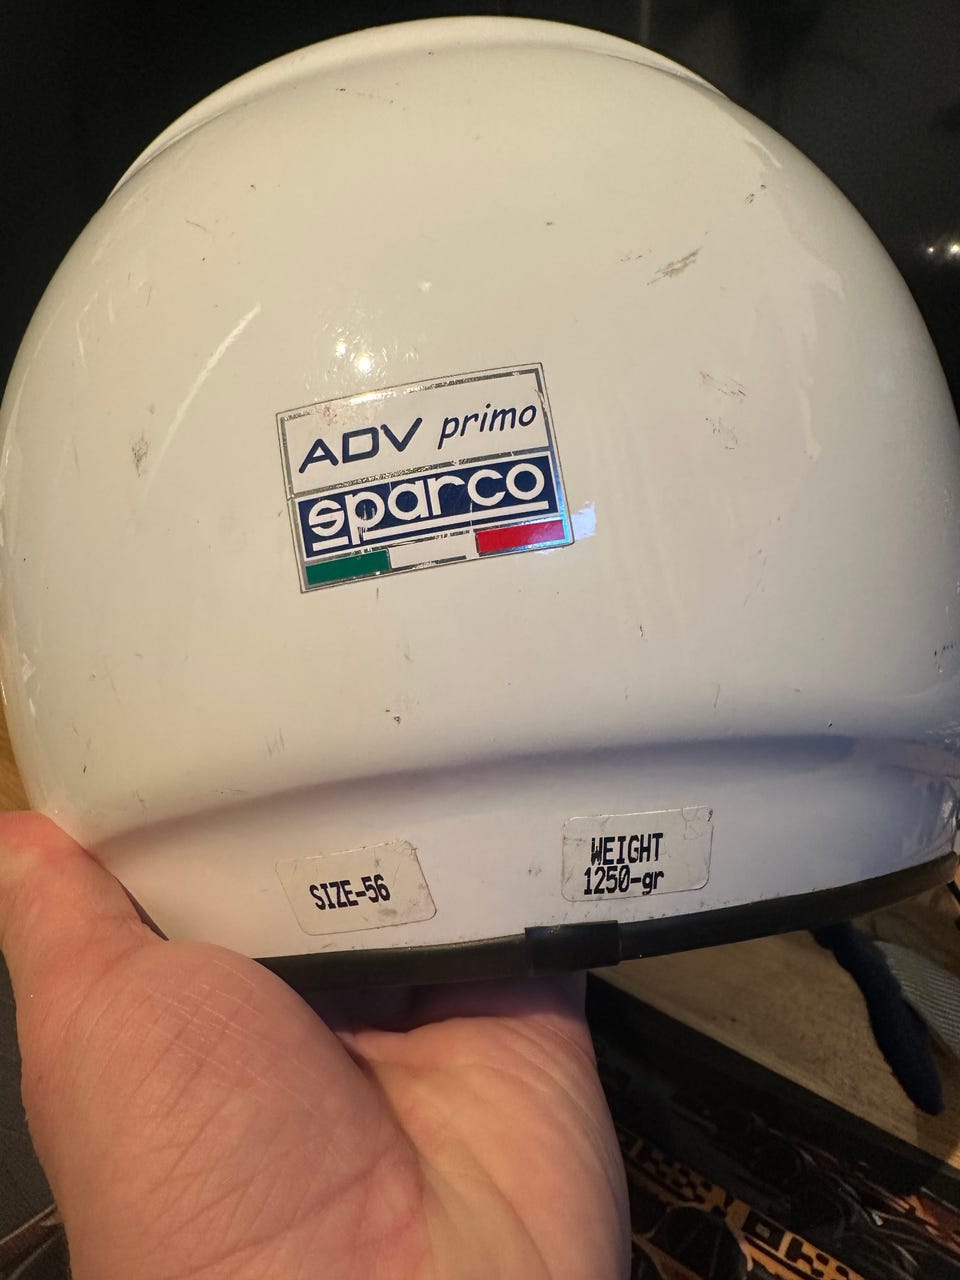 ADV primo
sparco
SIZE-56
WEIGHT
1250-gr